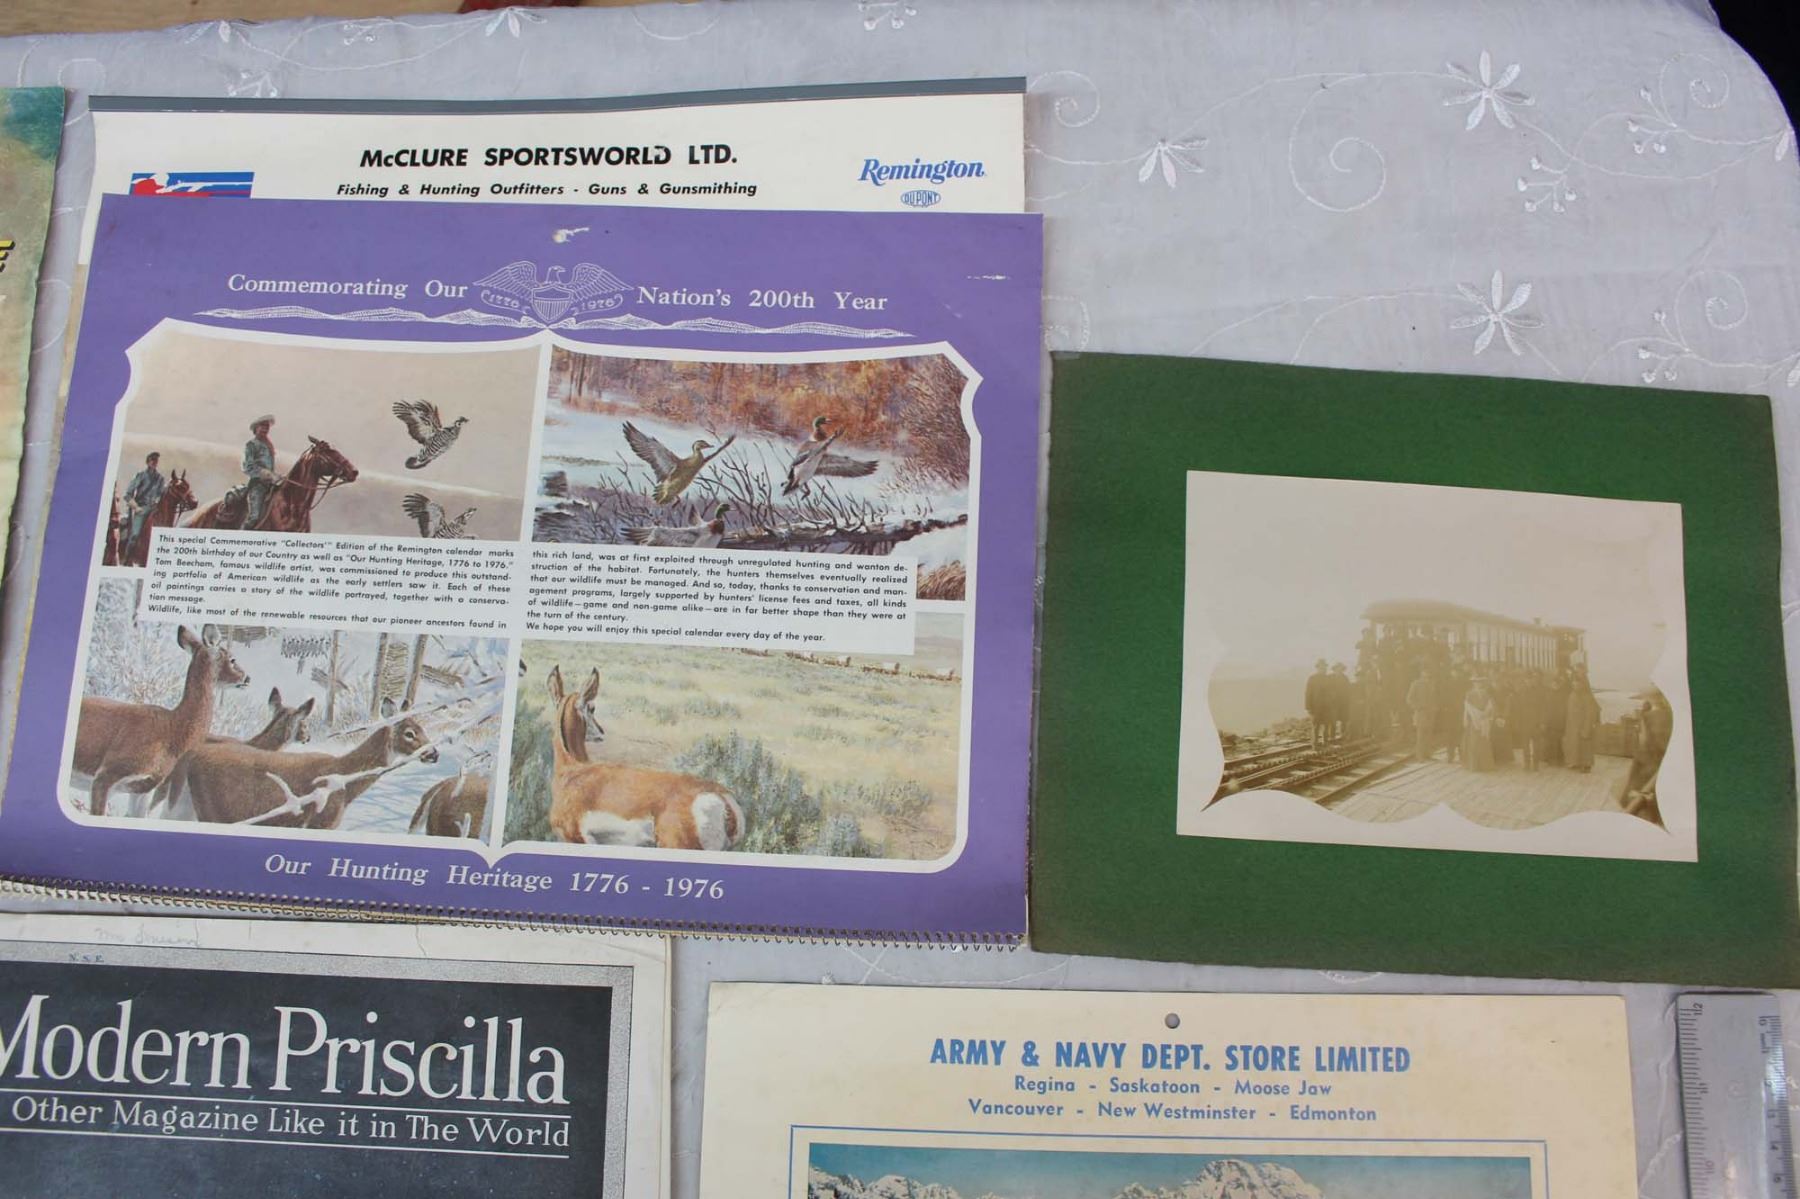 McCLURE SPORTSWORLD LTD.
Fishing & Hunting Outfitters - Guns & Gunsmithing
Remington
DU PONT
Commemorating Our Nation's 200th Year
1776 1976
This special Commemorative "Collectors'" Edition of the Remington calendar marks
the 200th birthday of our Country as well as "Our Hunting Heritage, 1776 to 1976."
Tom Beecham, famous wildlife artist, was commissioned to produce this outstand-
ing portfolio of American wildlife as the early settlers saw it. Each of these
oil paintings carries a story of the wildlife portrayed, together with a conserva-
tion message.
Wildlife, like most of the renewable resources that our pioneer ancestors found in
this rich land, was at first exploited through unregulated hunting and wanton de-
struction of the habitat. Fortunately, the hunters themselves eventually realized
that our wildlife must be managed. And so, today, thanks to conservation and man-
agement programs, largely supported by hunters' license fees and taxes, all kinds
of wildlife—game and non-game alike—are in far better shape than they were at
the turn of the century.
We hope you will enjoy this special calendar every day of the year.
Our Hunting Heritage 1776 - 1976
N. S. E.
Modern Priscilla
Other Magazine Like it in The World
ARMY & NAVY DEPT. STORE LIMITED
Regina - Saskatoon - Moose Jaw
Vancouver - New Westminster - Edmonton